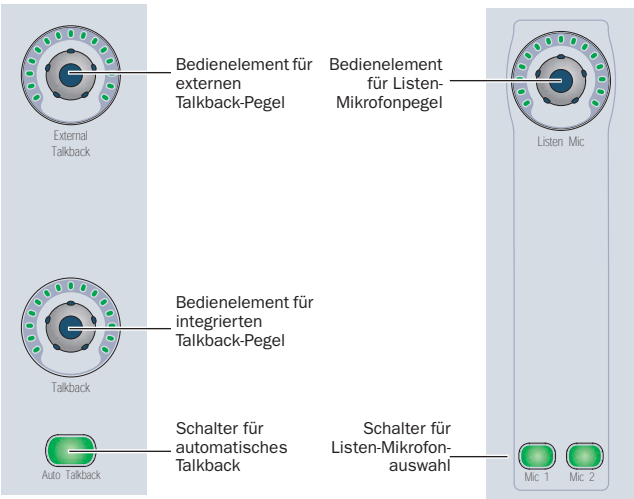 Bedienelement für
externen
Talkback-Pegel
Bedienelement
für Listen-
Mikrofonpegel
External
Talkback
Listen Mic
Bedienelement für
integrierten
Talkback-Pegel
Talkback
Schalter für
automatisches
Talkback
Schalter für
Listen-Mikrofon-
auswahl
Auto Talkback
Mic 1
Mic 2